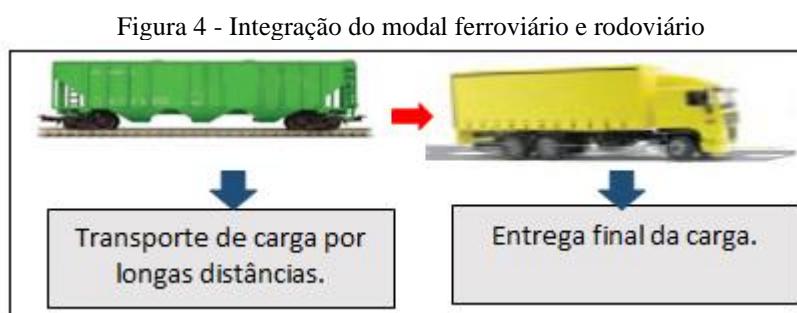 Figura 4 - Integração do modal ferroviário e rodoviário
Transporte de carga por
longas distâncias.
Entrega final da carga.